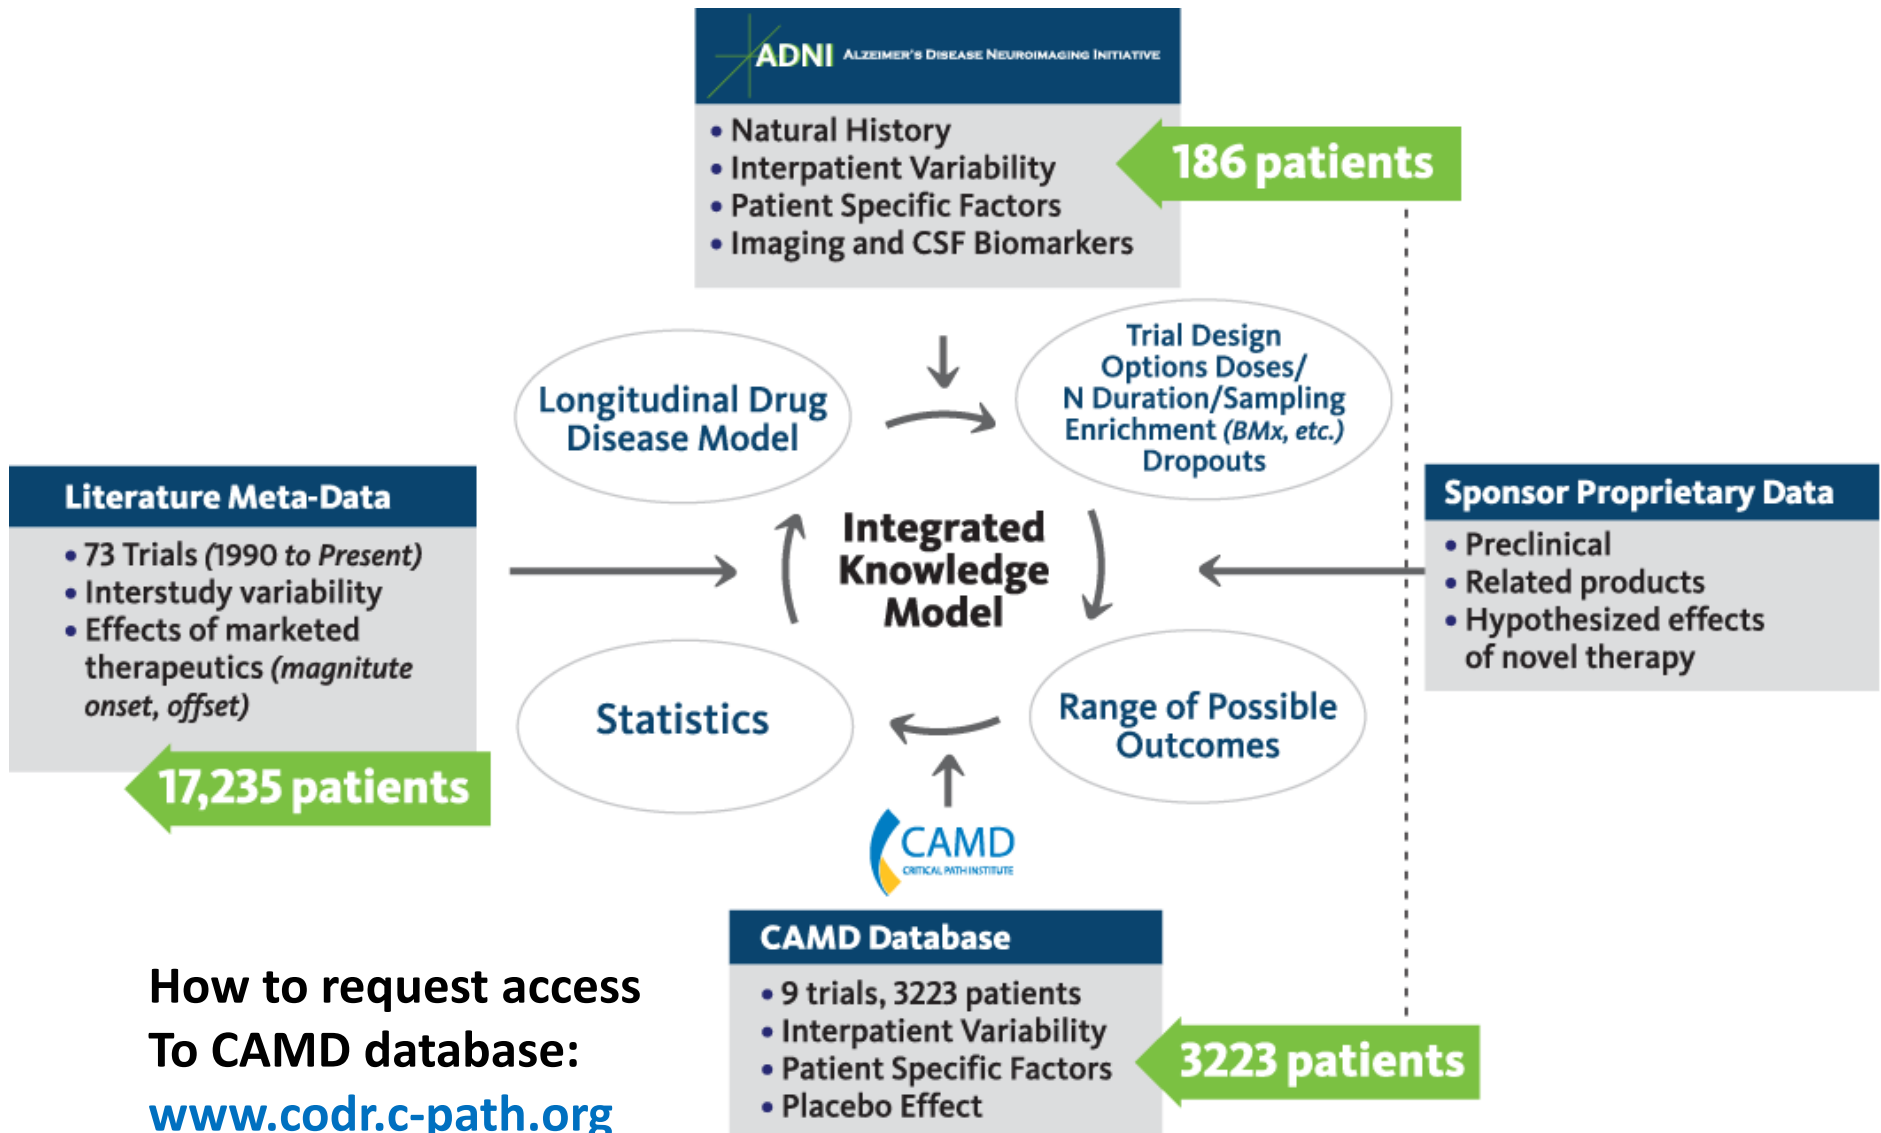 ADNI ALZEIMER'S DISEASE NEUROIMAGING INITIATIVE
• Natural History
• Interpatient Variability
• Patient Specific Factors
• Imaging and CSF Biomarkers
186 patients
Longitudinal Drug
Disease Model
Trial Design
Options Doses/
N Duration/Sampling
Enrichment (BMx, etc.)
Dropouts
Literature Meta-Data
• 73 Trials (1990 to Present)
• Interstudy variability
• Effects of marketed
therapeutics (magnitute
onset, offset)
17,235 patients
Integrated
Knowledge
Model
Sponsor Proprietary Data
• Preclinical
• Related products
• Hypothesized effects
of novel therapy
Statistics
Range of Possible
Outcomes
CAMD
CRITICAL PATH INSTITUTE
CAMD Database
• 9 trials, 3223 patients
• Interpatient Variability
• Patient Specific Factors
• Placebo Effect
3223 patients
How to request access
To CAMD database:
www.codr.c-path.org